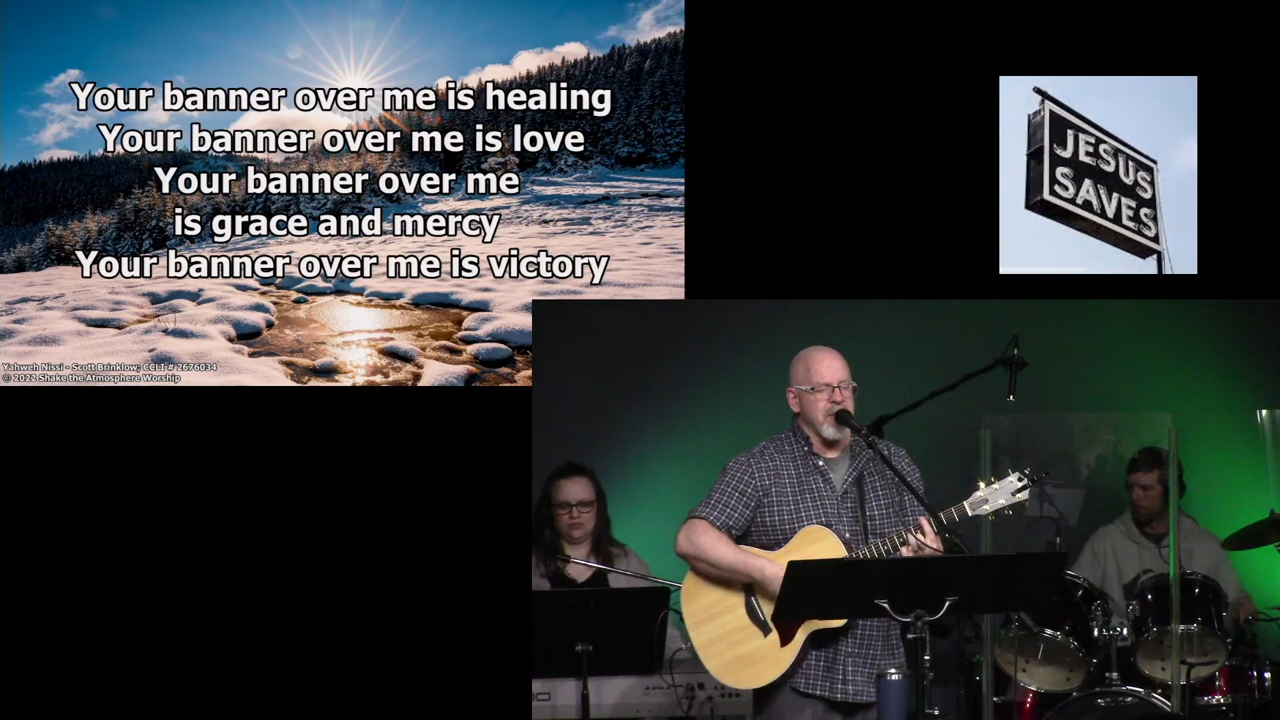 Your banner over me is healing
Your banner over me is love
Your banner over me
is grace and mercy
Your banner over me is victory
Yahweh Nissi - Scott Brinklow; CCLI # 2676034
© 2022 Shake the Atmosphere Worship
JESUS
SAVES